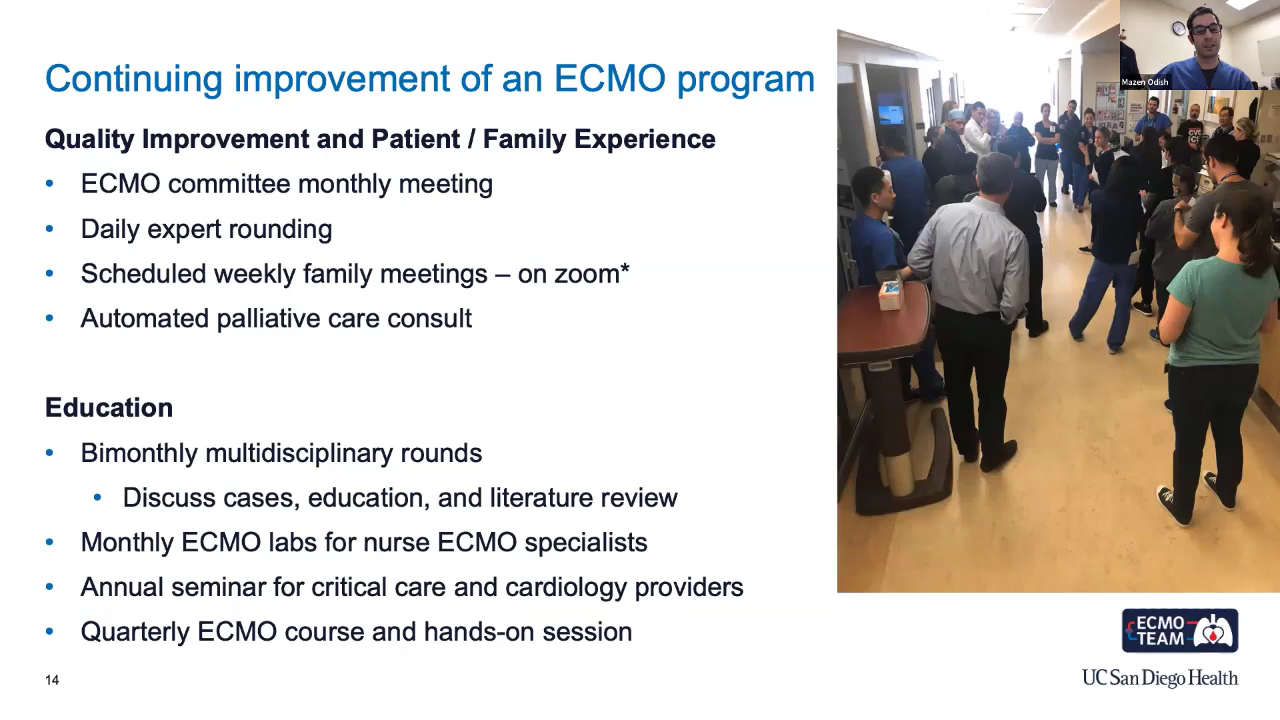 Continuing improvement of an ECMO program
Mazen Odish
Quality Improvement and Patient / Family Experience
• ECMO committee monthly meeting
• Daily expert rounding
• Scheduled weekly family meetings – on zoom*
• Automated palliative care consult
Education
• Bimonthly multidisciplinary rounds
• Discuss cases, education, and literature review
• Monthly ECMO labs for nurse ECMO specialists
• Annual seminar for critical care and cardiology providers
• Quarterly ECMO course and hands-on session
ECMO
TEAM
UC San Diego Health
14